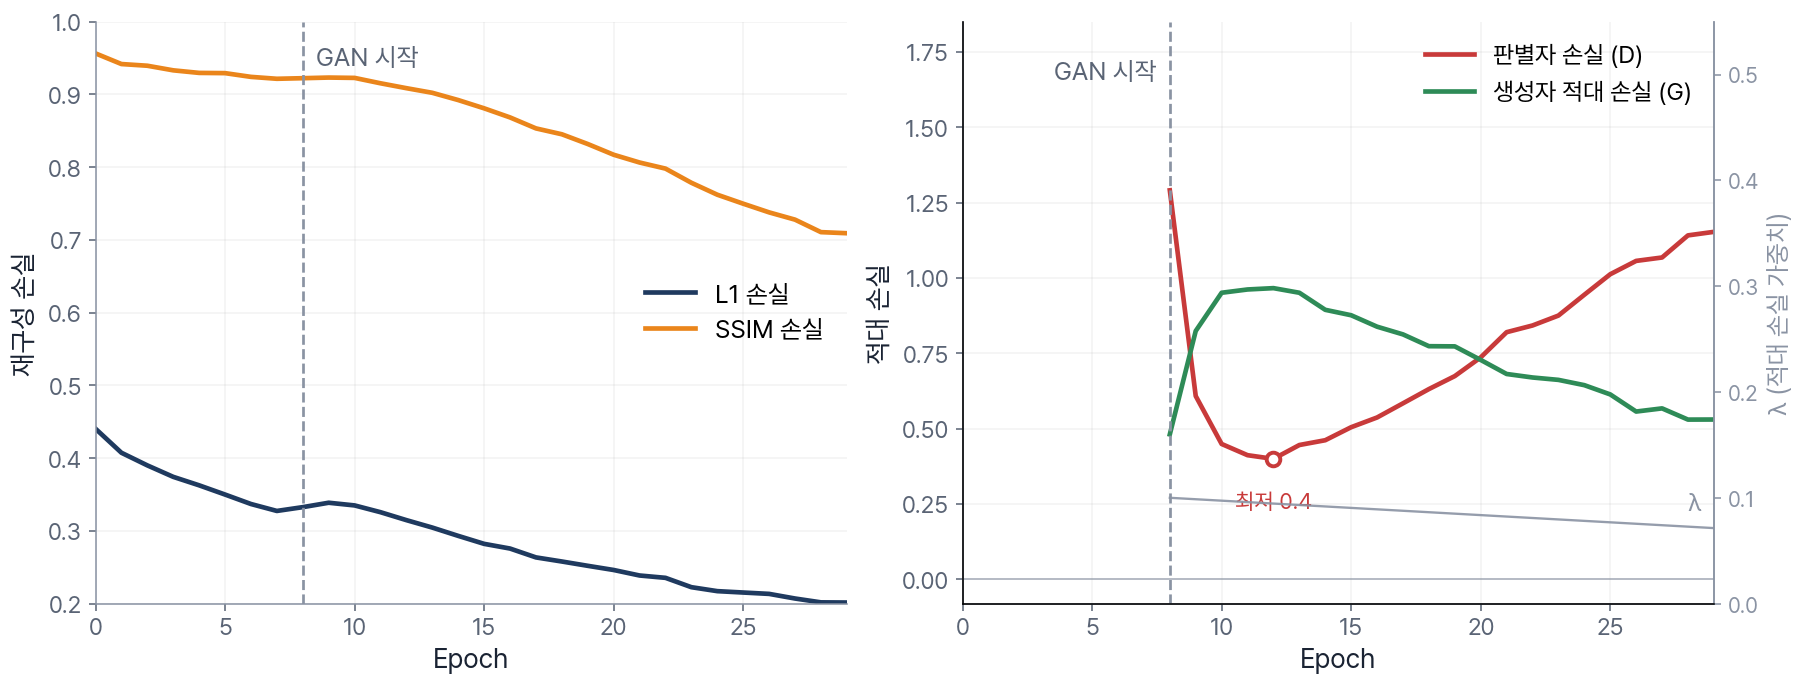 1.0
0.9
0.8
0.7
0.6
0.5
0.4
0.3
0.2
재구성 손실
GAN 시작
L1 손실
SSIM 손실
0 5 10 15 20 25
Epoch
1.75
1.50
1.25
1.00
0.75
0.50
0.25
0.00
적대 손실
GAN 시작
판별자 손실 (D)
생성자 적대 손실 (G)
최저 0.4
λ
0.5
0.4
0.3
0.2
0.1
0.0
λ (적대 손실 가중치)
0 5 10 15 20 25
Epoch